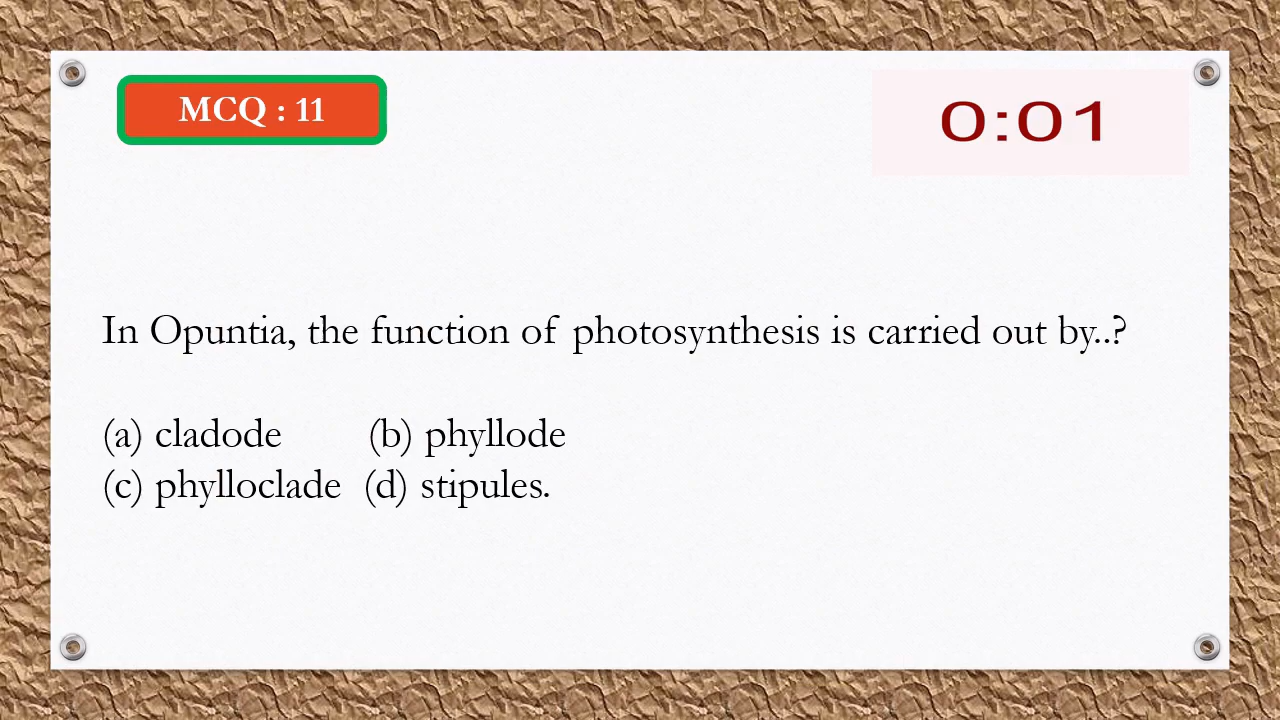 MCQ : 11
0:01
In Opuntia, the function of photosynthesis is carried out by..?
(a) cladode (b) phyllode
(c) phylloclade (d) stipules.